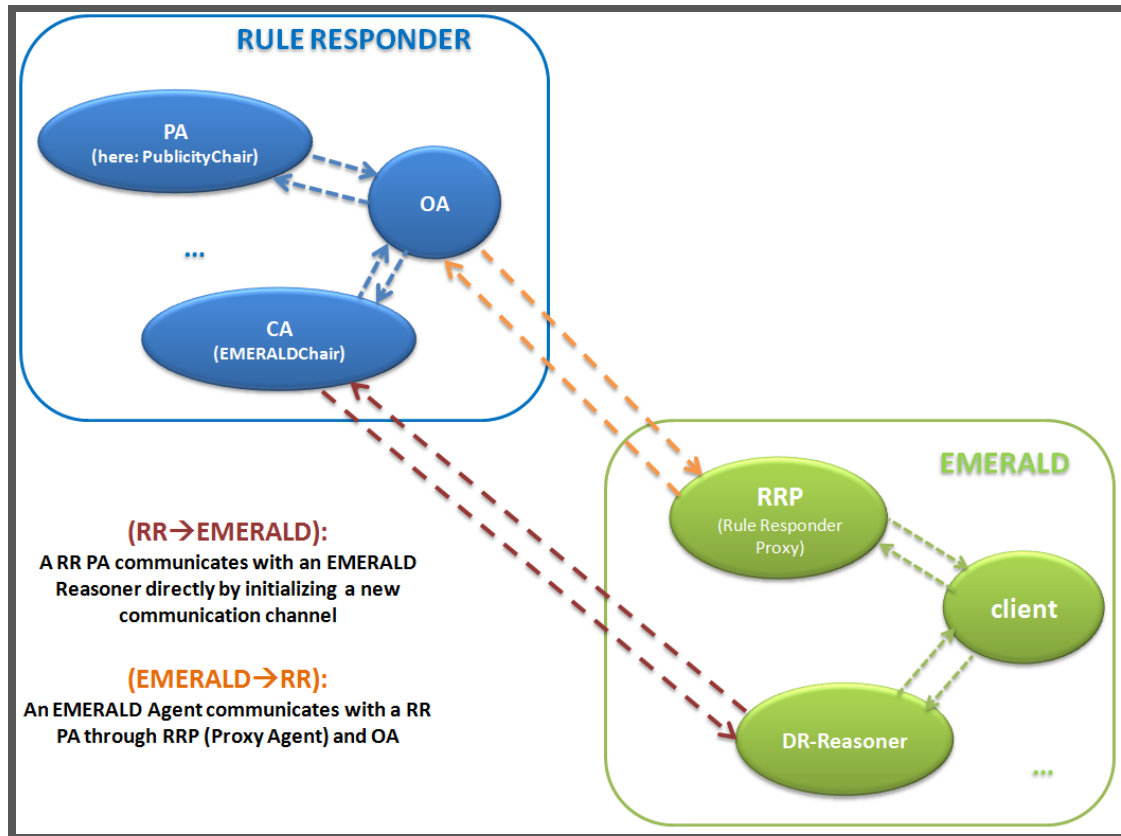 RULE RESPONDER
PA
(here: PublicityChair)
OA
...
CA
(EMERALDChair)
EMERALD
RRP
(Rule Responder
Proxy)
client
DR-Reasoner
...
(RR→EMERALD):
A RR PA communicates with an EMERALD
Reasoner directly by initializing a new
communication channel
(EMERALD→RR):
An EMERALD Agent communicates with a RR
PA through RRP (Proxy Agent) and OA